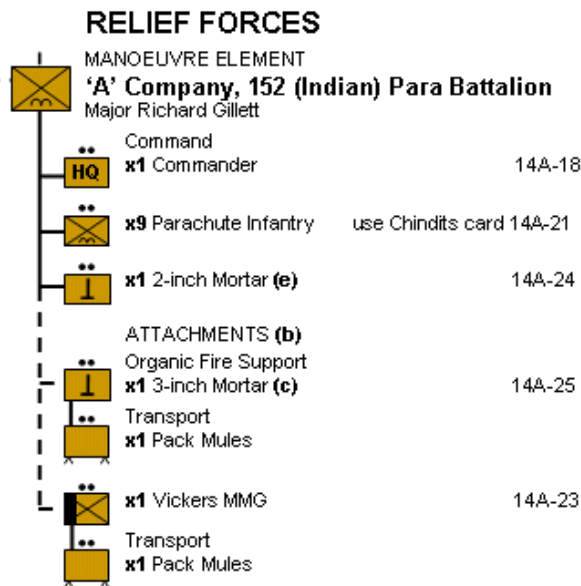 RELIEF FORCES
MANOEUVRE ELEMENT
‘A’ Company, 152 (Indian) Para Battalion
Major Richard Gillett
Command
HQ x1 Commander 14A-18
x9 Parachute Infantry use Chindits card 14A-21
x1 2-inch Mortar (e) 14A-24
ATTACHMENTS (b)
Organic Fire Support
x1 3-inch Mortar (c) 14A-25
Transport
x1 Pack Mules
x1 Vickers MMG 14A-23
Transport
x1 Pack Mules